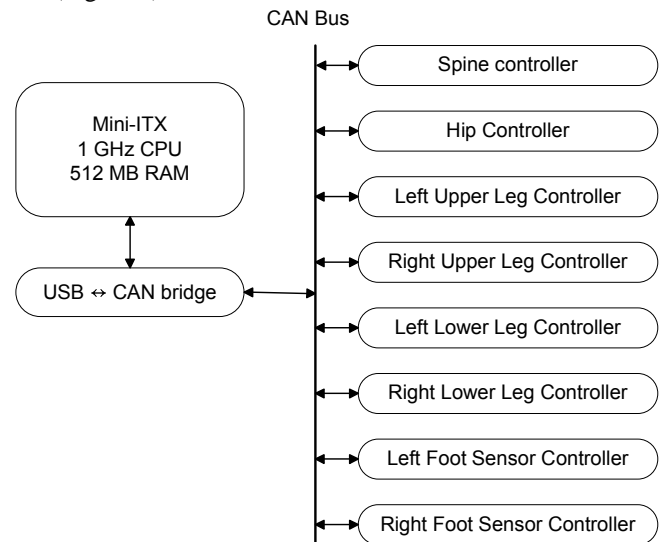 CAN Bus
Mini-ITX
1 GHz CPU
512 MB RAM
USB ↔ CAN bridge
Spine controller
Hip Controller
Left Upper Leg Controller
Right Upper Leg Controller
Left Lower Leg Controller
Right Lower Leg Controller
Left Foot Sensor Controller
Right Foot Sensor Controller